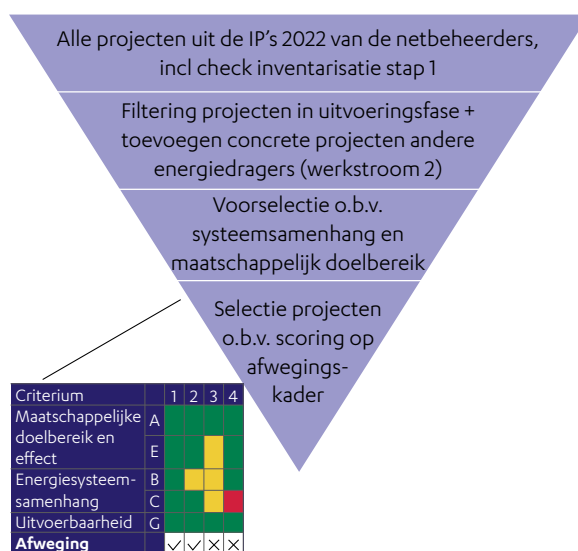 Alle projecten uit de IP's 2022 van de netbeheerders,
incl check inventarisatie stap 1
Filtering projecten in uitvoeringsfase +
toevoegen concrete projecten andere
energiedragers (werkstroom 2)
Voorselectie o.b.v.
systeemsamenhang en
maatschappelijk doelbereik
Selectie projecten
o.b.v. scoring op
afwegings-
kader
Criterium 1 2 3 4
Maatschappelijke A
doelbereik en
effect E
Energiesysteem- B
samenhang C
Uitvoerbaarheid G
Afweging ✓ ✓ × ×